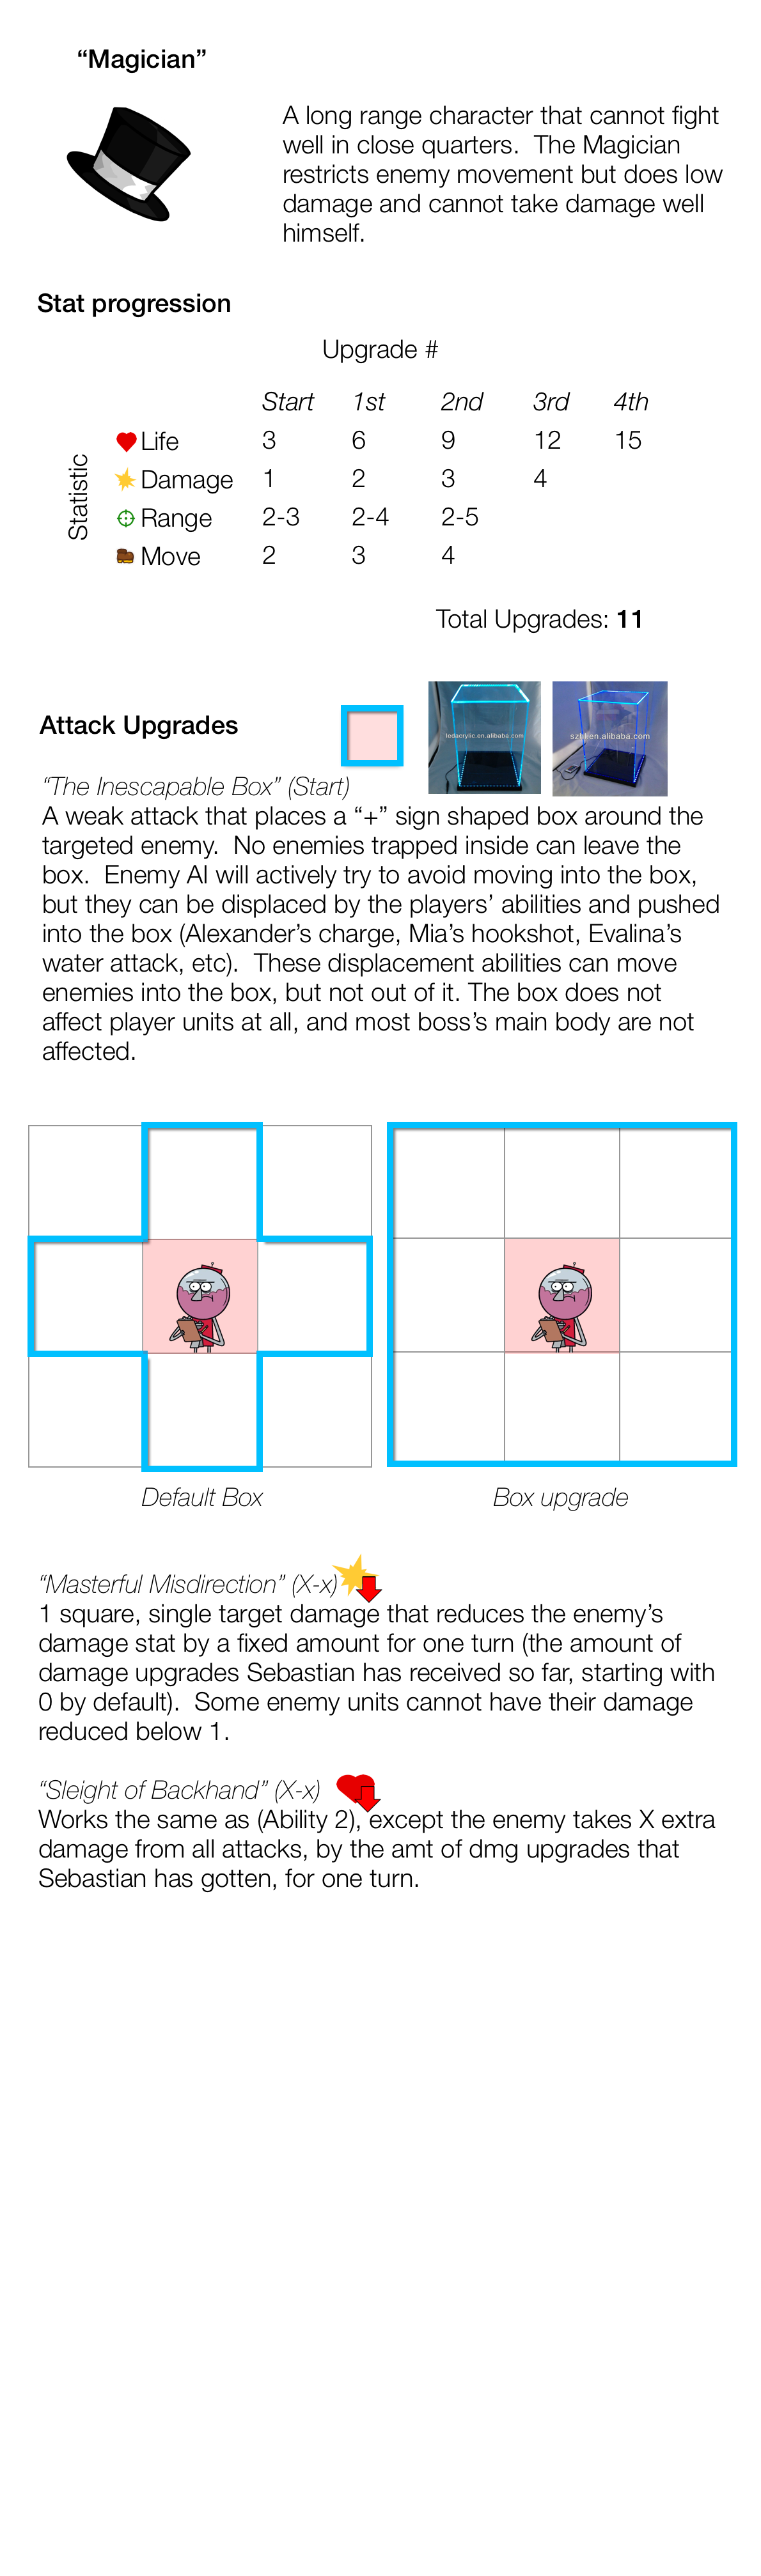 “Magician”
A long range character that cannot fight
well in close quarters.  The Magician
restricts enemy movement but does low
damage and cannot take damage well
himself.
Stat progression
Upgrade #
Start 1st 2nd 3rd 4th
Statistic
Life 3 6 9 12 15
Damage 1 2 3 4
Range 2-3 2-4 2-5
Move 2 3 4
Total Upgrades: 11
Attack Upgrades
ledacrylic.en.alibaba.com
szhl.en.alibaba.com
“The Inescapable Box” (Start)
A weak attack that places a “+” sign shaped box around the
targeted enemy.  No enemies trapped inside can leave the
box.  Enemy AI will actively try to avoid moving into the box,
but they can be displaced by the players’ abilities and pushed
into the box (Alexander’s charge, Mia’s hookshot, Evalina’s
water attack, etc).  These displacement abilities can move
enemies into the box, but not out of it. The box does not
affect player units at all, and most boss’s main body are not
affected.
Default Box
Box upgrade
“Masterful Misdirection” (X-x)
1 square, single target damage that reduces the enemy’s
damage stat by a fixed amount for one turn (the amount of
damage upgrades Sebastian has received so far, starting with
0 by default).  Some enemy units cannot have their damage
reduced below 1.
“Sleight of Backhand” (X-x)
Works the same as (Ability 2), except the enemy takes X extra
damage from all attacks, by the amt of dmg upgrades that
Sebastian has gotten, for one turn.